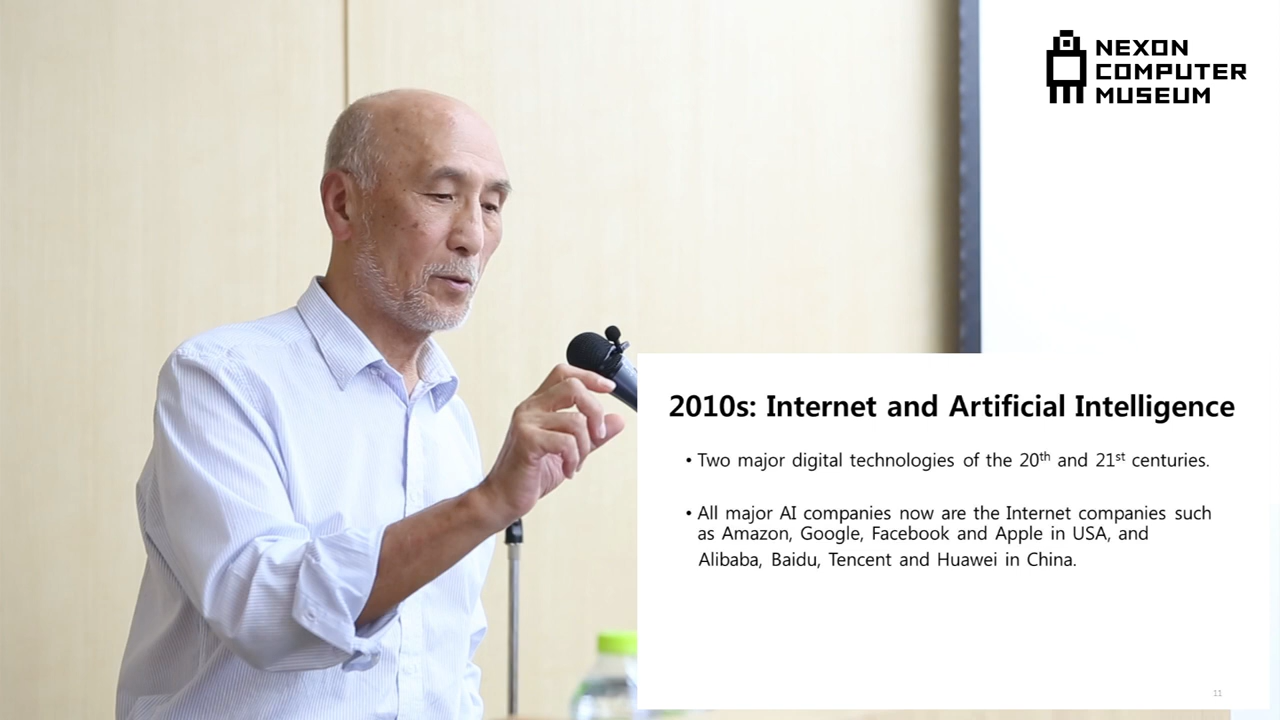 NEXON
COMPUTER
MUSEUM
2010s: Internet and Artificial Intelligence
• Two major digital technologies of the 20th and 21st centuries.
• All major AI companies now are the Internet companies such
as Amazon, Google, Facebook and Apple in USA, and
Alibaba, Baidu, Tencent and Huawei in China.
11